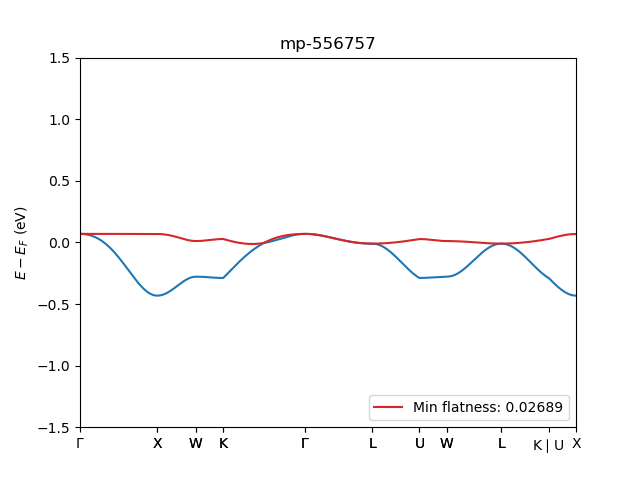 mp-556757
1.5
1.0
0.5
0.0
−0.5
−1.0
−1.5
E − E_F (eV)
Min flatness: 0.02689
Γ X W K Γ L U W L K | U X